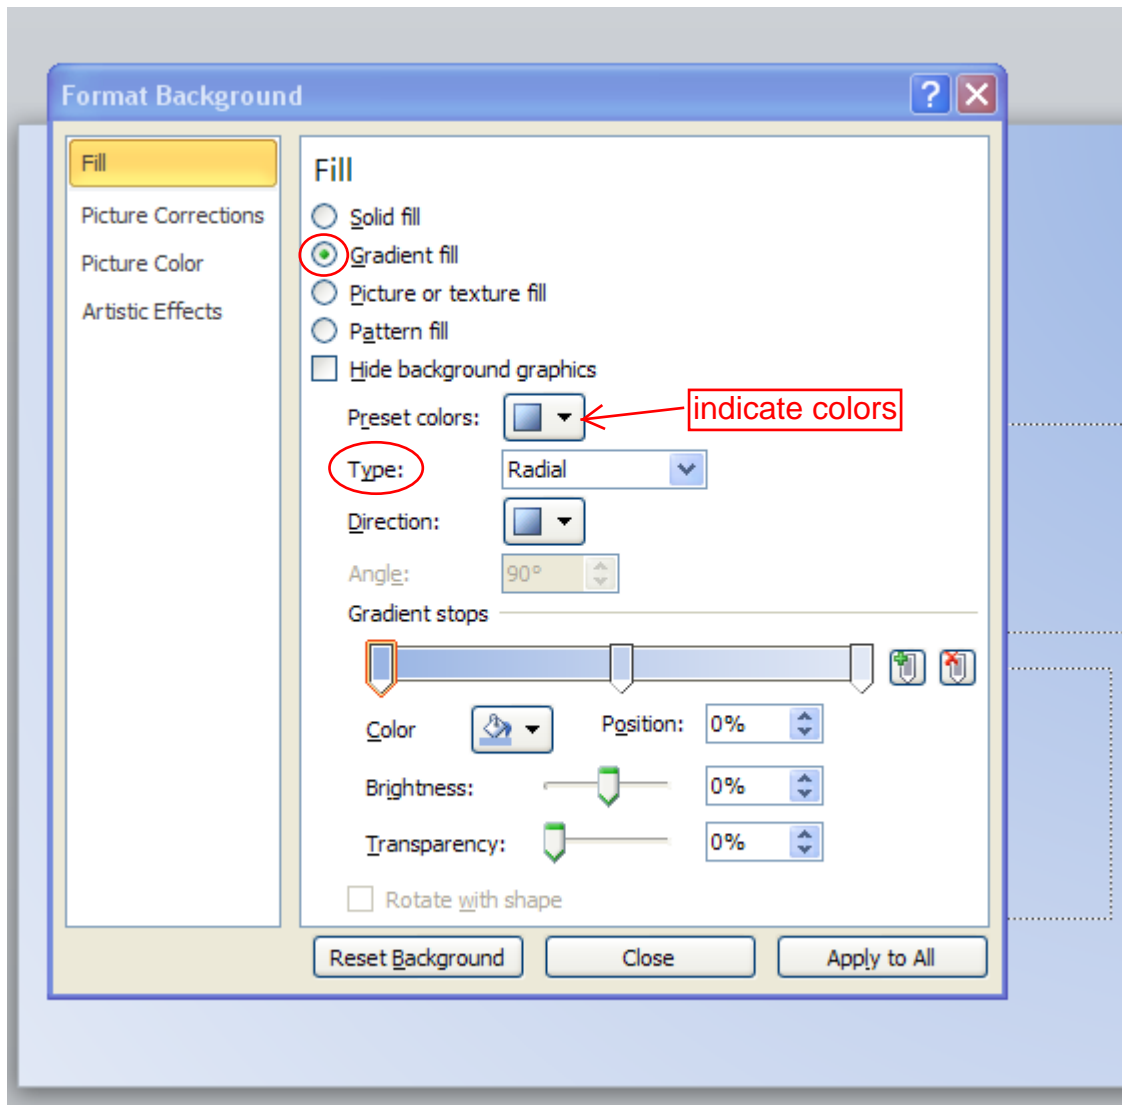 Format Background
Fill
Picture Corrections
Picture Color
Artistic Effects
Fill
Solid fill
Gradient fill
Picture or texture fill
Pattern fill
Hide background graphics
Preset colors:
indicate colors
Type: Radial
Direction:
Angle: 90°
Gradient stops
Color Position: 0%
Brightness: 0%
Transparency: 0%
Rotate with shape
Reset Background Close Apply to All